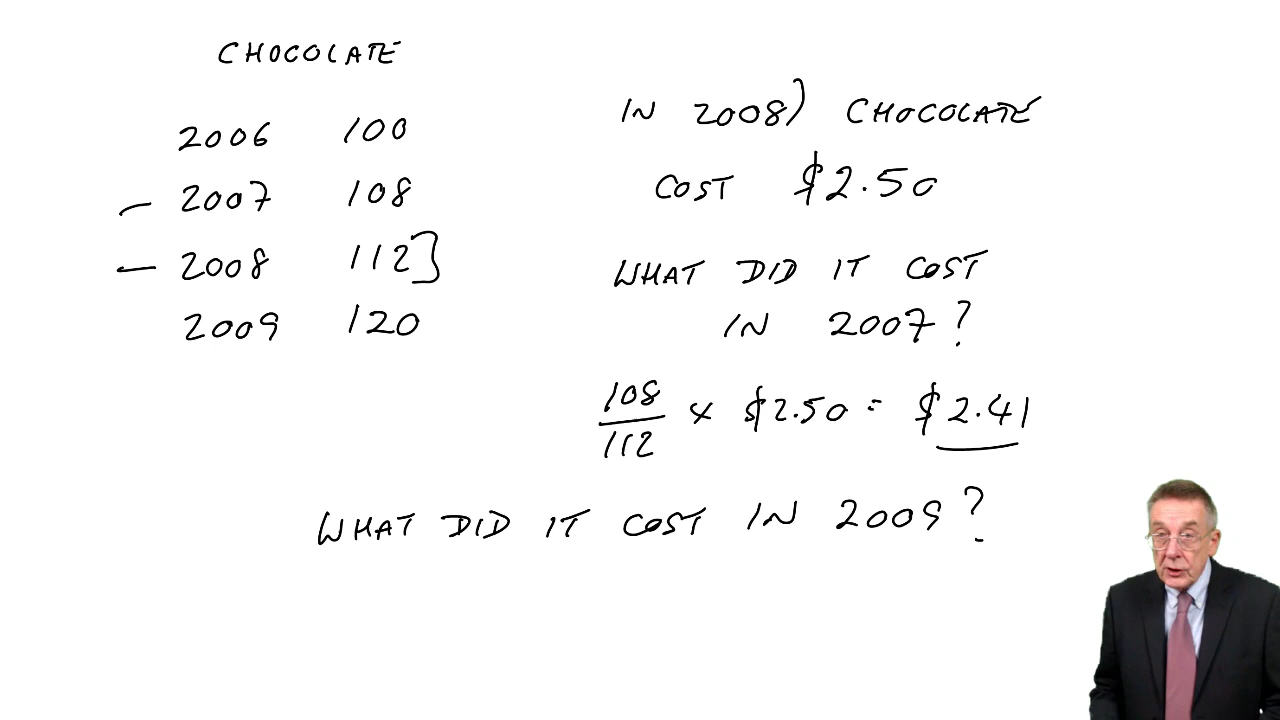 CHOCOLATE
2006 100
2007 108
2008 112]
2009 120
IN 2008) CHOCOLATE
COST $2.50
WHAT DID IT COST
IN 2007?
108/112 × $2.50 = $2.41
WHAT DID IT COST IN 2009?